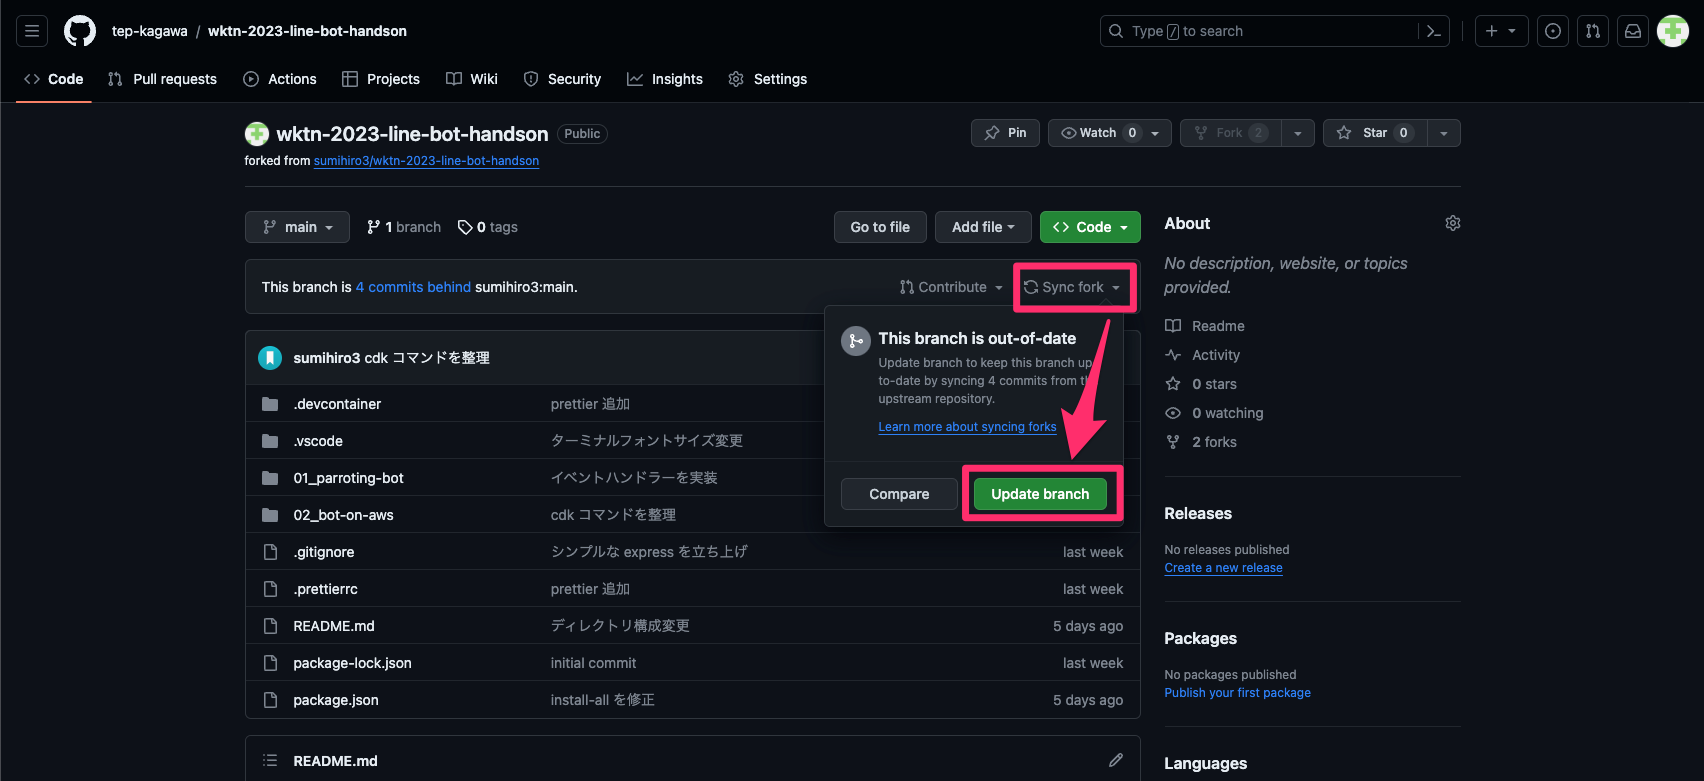 tep-kagawa / wktn-2023-line-bot-handson
Type / to search
Code Pull requests Actions Projects Wiki Security Insights Settings
wktn-2023-line-bot-handson Public
Pin Watch 0 Fork 2 Star 0
forked from sumihiro3/wktn-2023-line-bot-handson
main 1 branch 0 tags
Go to file Add file Code
This branch is 4 commits behind sumihiro3:main.
Contribute Sync fork
This branch is out-of-date
Update branch to keep this branch up
to-date by syncing 4 commits from th
upstream repository.
Learn more about syncing forks
Compare Update branch
sumihiro3 cdk コマンドを整理
.devcontainer prettier 追加
.vscode ターミナルフォントサイズ変更
01_parroting-bot イベントハンドラーを実装
02_bot-on-aws cdk コマンドを整理
.gitignore シンプルな express を立ち上げ last week
.prettierrc prettier 追加 last week
README.md ディレクトリ構成変更 5 days ago
package-lock.json initial commit last week
package.json install-all を修正 5 days ago
README.md
About
No description, website, or topics
provided.
Readme
Activity
0 stars
0 watching
2 forks
Releases
No releases published
Create a new release
Packages
No packages published
Publish your first package
Languages